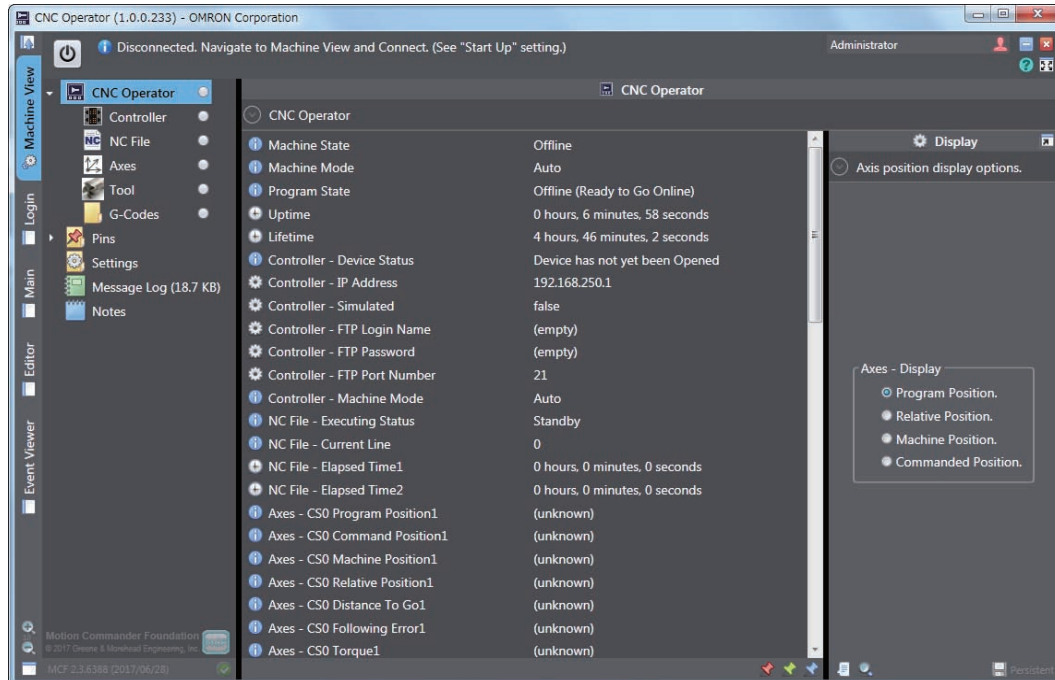 CNC Operator (1.0.0.233) - OMRON Corporation
Disconnected. Navigate to Machine View and Connect. (See "Start Up" setting.)
Administrator
Machine View
Login
Main
Editor
Event Viewer
CNC Operator
Controller
NC
NC File
Axes
Tool
G-Codes
Pins
Settings
Message Log (18.7 KB)
Notes
CNC Operator
CNC Operator
Machine State Offline
Machine Mode Auto
Program State Offline (Ready to Go Online)
Uptime 0 hours, 6 minutes, 58 seconds
Lifetime 4 hours, 46 minutes, 2 seconds
Controller - Device Status Device has not yet been Opened
Controller - IP Address 192.168.250.1
Controller - Simulated false
Controller - FTP Login Name (empty)
Controller - FTP Password (empty)
Controller - FTP Port Number 21
Controller - Machine Mode Auto
NC File - Executing Status Standby
NC File - Current Line 0
NC File - Elapsed Time1 0 hours, 0 minutes, 0 seconds
NC File - Elapsed Time2 0 hours, 0 minutes, 0 seconds
Axes - CS0 Program Position1 (unknown)
Axes - CS0 Command Position1 (unknown)
Axes - CS0 Machine Position1 (unknown)
Axes - CS0 Relative Position1 (unknown)
Axes - CS0 Distance To Go1 (unknown)
Axes - CS0 Following Error1 (unknown)
Axes - CS0 Torque1 (unknown)
Display
Axis position display options.
Axes - Display
Program Position.
Relative Position.
Machine Position.
Commanded Position.
Motion Commander Foundation
© 2017 Greene & Morehead Engineering, Inc.
MCF 2.3.6388 (2017/06/28)
Persistent